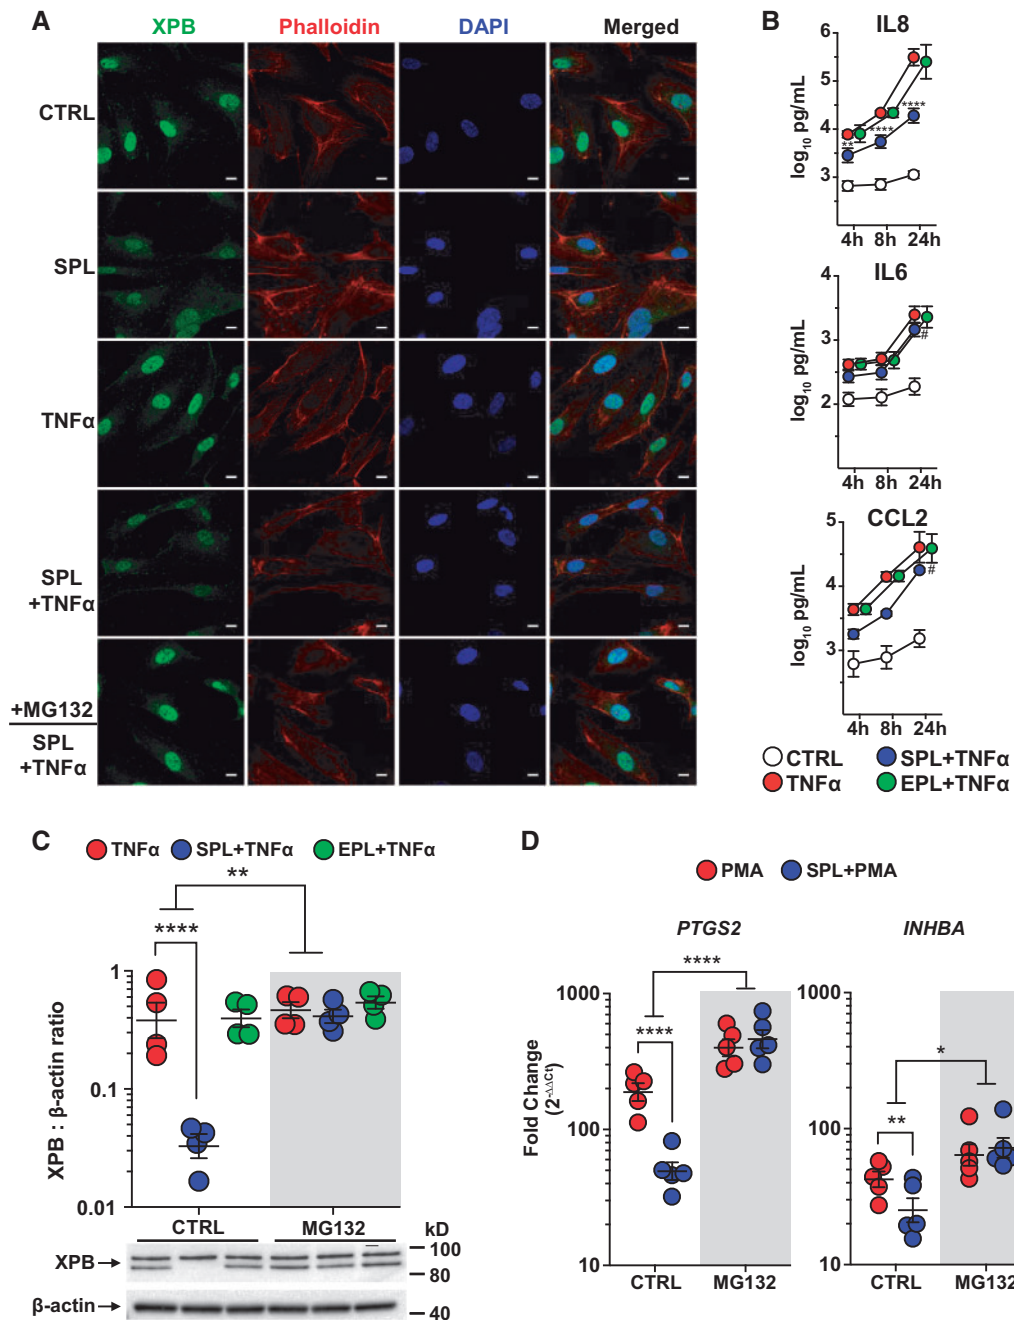 A
XPB Phalloidin DAPI Merged
CTRL
SPL
TNFα
SPL
+TNFα
+MG132
SPL
+TNFα
B
IL8
log10 pg/mL
6
5
4
3
** **** ****
4h 8h 24h
IL6
log10 pg/mL
4
3
2
#
4h 8h 24h
CCL2
log10 pg/mL
5
4
3
#
4h 8h 24h
CTRL SPL+TNFα
TNFα EPL+TNFα
C
TNFα SPL+TNFα EPL+TNFα
**
****
XPB : β-actin ratio
1
0.1
0.01
CTRL MG132 kD
XPB 100
80
β-actin 40
D
PMA SPL+PMA
PTGS2 INHBA
Fold Change
(2-ΔΔCt)
****
****
1000
100
10
CTRL MG132
*
**
1000
100
10
CTRL MG132